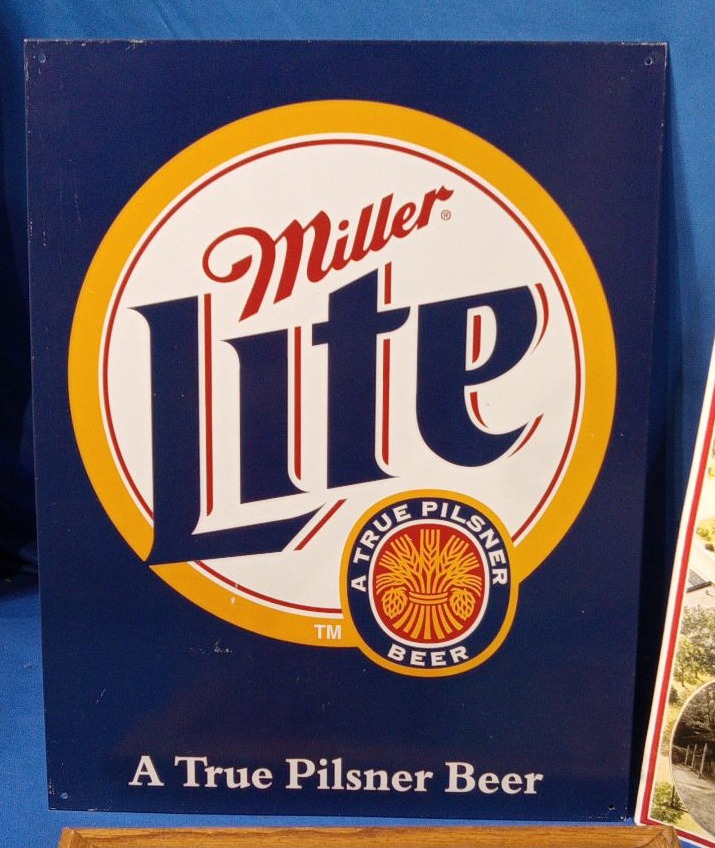 Miller®
Lite
A TRUE PILSNER
BEER
TM
A True Pilsner Beer